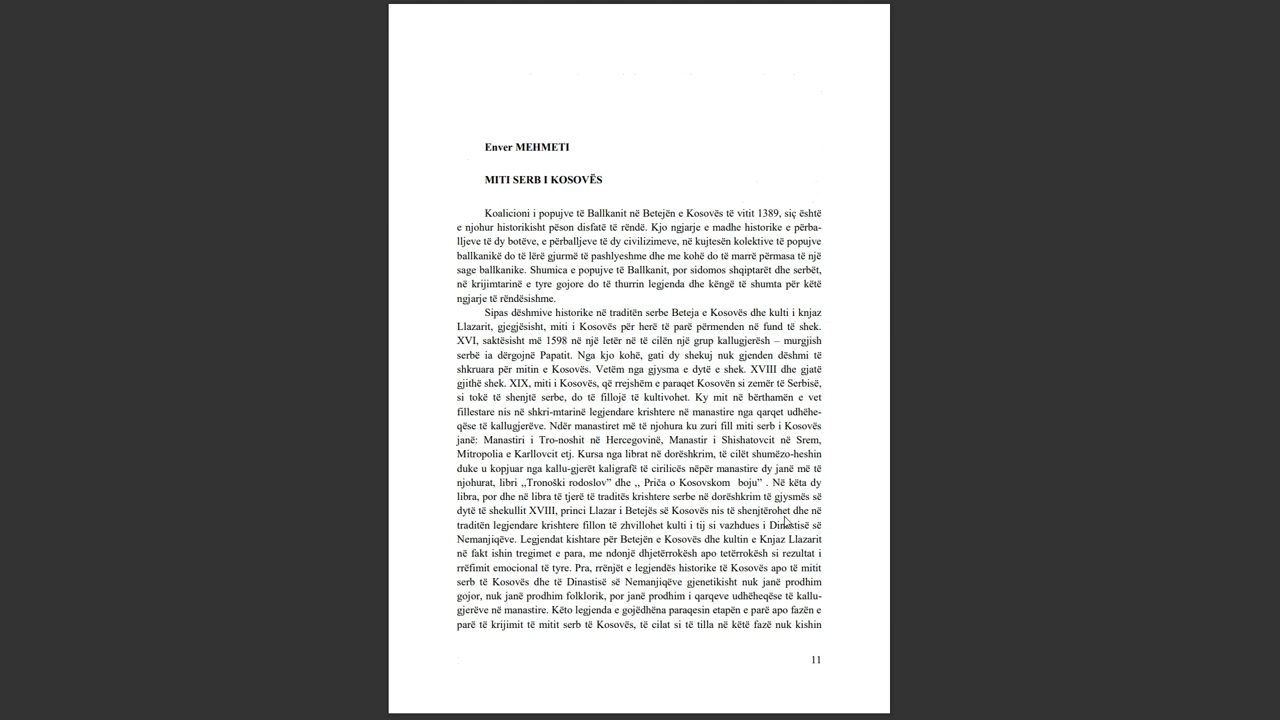 Enver MEHMETI
MITI SERB I KOSOVËS
Koalicioni i popujve të Ballkanit në Betejën e Kosovës të vitit 1389, siç është
e njohur historikisht pëson disfatë të rëndë. Kjo ngjarje e madhe historike e përba-
lljeve të dy botëve, e përballjeve të dy civilizimeve, në kujtesën kolektive të popujve
ballkanikë do të lërë gjurmë të pashlyeshme dhe me kohë do të marrë përmasa të një
sage ballkanike. Shumica e popujve të Ballkanit, por sidomos shqiptarët dhe serbët,
në krijimtarinë e tyre gojore do të thurrin legjenda dhe këngë të shumta për këtë
ngjarje të rëndësishme.
Sipas dëshmive historike në traditën serbe Beteja e Kosovës dhe kulti i knjaz
Llazarit, gjegjësisht, miti i Kosovës për herë të parë përmenden në fund të shek.
XVI, saktësisht më 1598 në një letër në të cilën një grup kallugjerësh – murgjish
serbë ia dërgojnë Papatit. Nga kjo kohë, gati dy shekuj nuk gjenden dëshmi të
shkruara për mitin e Kosovës. Vetëm nga gjysma e dytë e shek. XVIII dhe gjatë
gjithë shek. XIX, miti i Kosovës, që rrejshëm e paraqet Kosovën si zemër të Serbisë,
si tokë të shenjtë serbe, do të fillojë të kultivohet. Ky mit në bërthamën e vet
fillestare nis në shkri-mtarinë legjendare krishtere në manastire nga qarqet udhëhe-
qëse të kallugjerëve. Ndër manastiret më të njohura ku zuri fill miti serb i Kosovës
janë: Manastiri i Tro-noshit në Hercegovinë, Manastir i Shishatovcit në Srem,
Mitropolia e Karllovcit etj. Kursa nga librat në dorëshkrim, të cilët shumëzo-heshin
duke u kopjuar nga kallu-gjerët kaligrafë të cirilicës nëpër manastire dy janë më të
njohurat, libri ,,Tronoški rodoslov” dhe ,, Priča o Kosovskom  boju” . Në këta dy
libra, por dhe në libra të tjerë të traditës krishtere serbe në dorëshkrim të gjysmës së
dytë të shekullit XVIII, princi Llazar i Betejës së Kosovës nis të shenjtërohet dhe në
traditën legjendare krishtere fillon të zhvillohet kulti i tij si vazhdues i Dinastisë së
Nemanjiqëve. Legjendat kishtare për Betejën e Kosovës dhe kultin e Knjaz Llazarit
në fakt ishin tregimet e para, me ndonjë dhjetërrokësh apo tetërrokësh si rezultat i
rrëfimit emocional të tyre. Pra, rrënjët e legjendës historike të Kosovës apo të mitit
serb të Kosovës dhe të Dinastisë së Nemanjiqëve gjenetikisht nuk janë prodhim
gojor, nuk janë prodhim folklorik, por janë prodhim i qarqeve udhëheqëse të kallu-
gjerëve në manastire. Këto legjenda e gojëdhëna paraqesin etapën e parë apo fazën e
parë të krijimit të mitit serb të Kosovës, të cilat si të tilla në këtë fazë nuk kishin
11